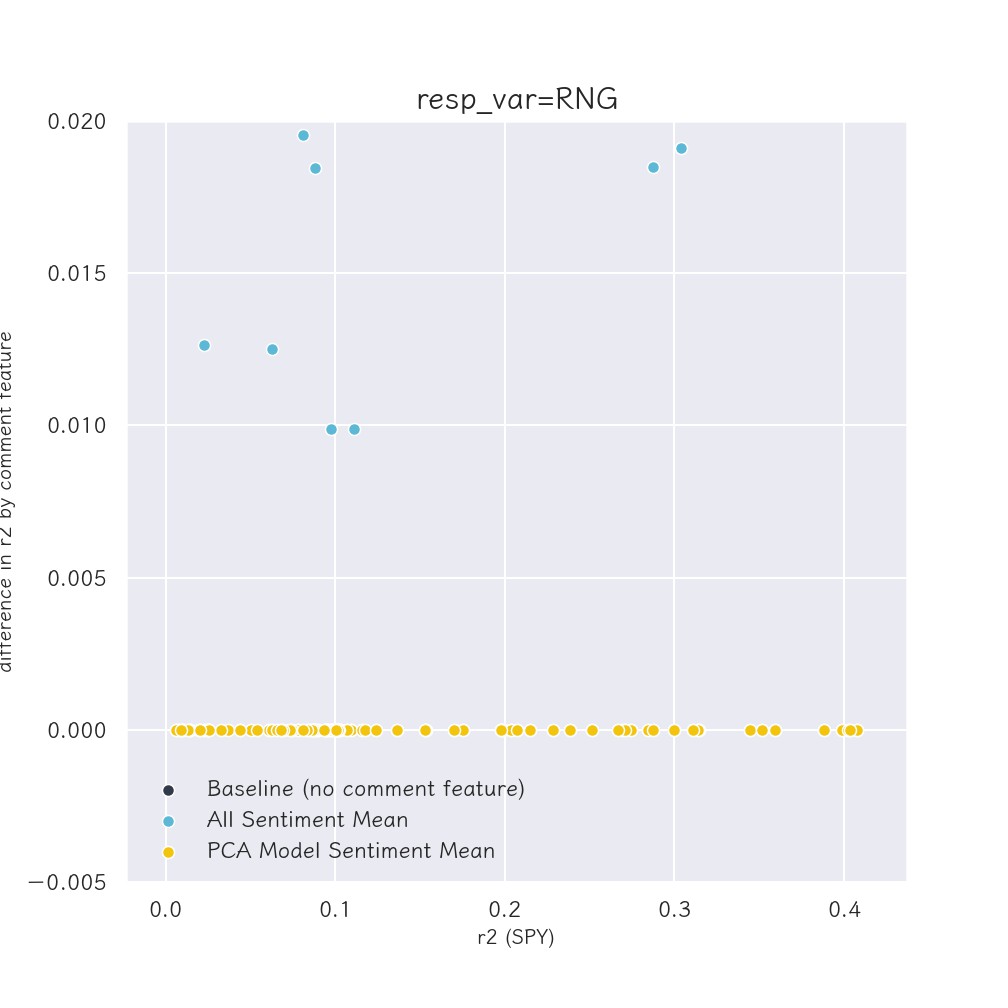 resp_var=RNG
0.020
0.015
0.010
0.005
0.000
−0.005
difference in r2 by comment feature
Baseline (no comment feature)
All Sentiment Mean
PCA Model Sentiment Mean
0.0 0.1 0.2 0.3 0.4
r2 (SPY)